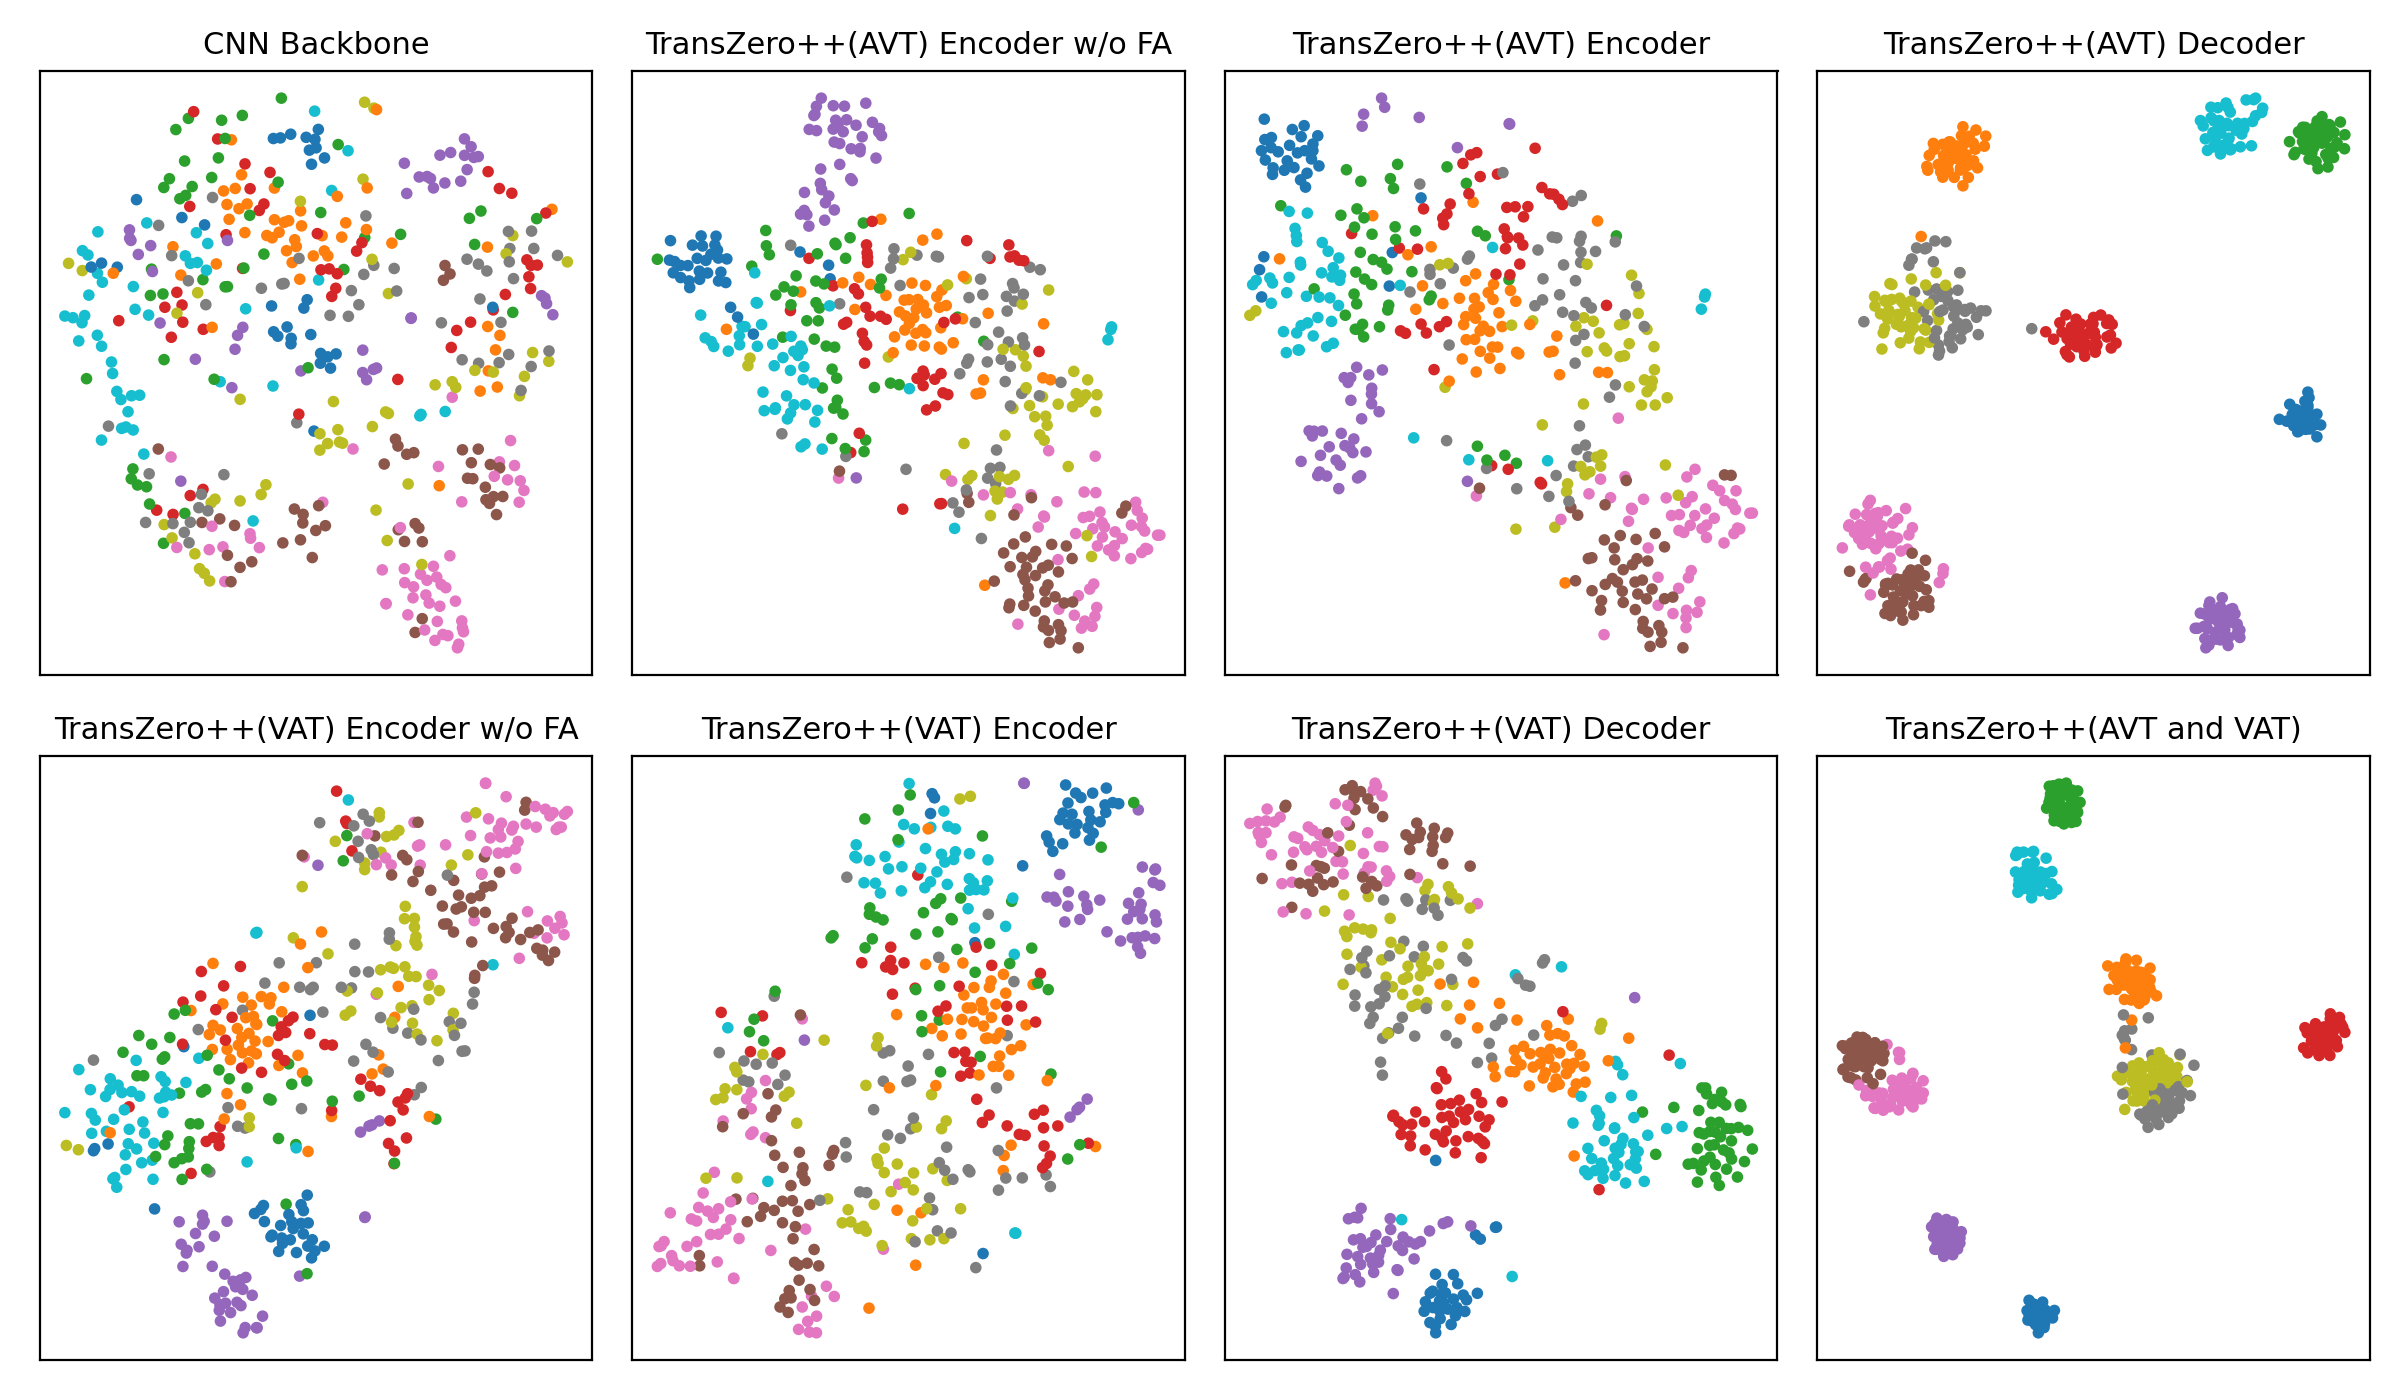 CNN Backbone
TransZero++(AVT) Encoder w/o FA
TransZero++(AVT) Encoder
TransZero++(AVT) Decoder
TransZero++(VAT) Encoder w/o FA
TransZero++(VAT) Encoder
TransZero++(VAT) Decoder
TransZero++(AVT and VAT)